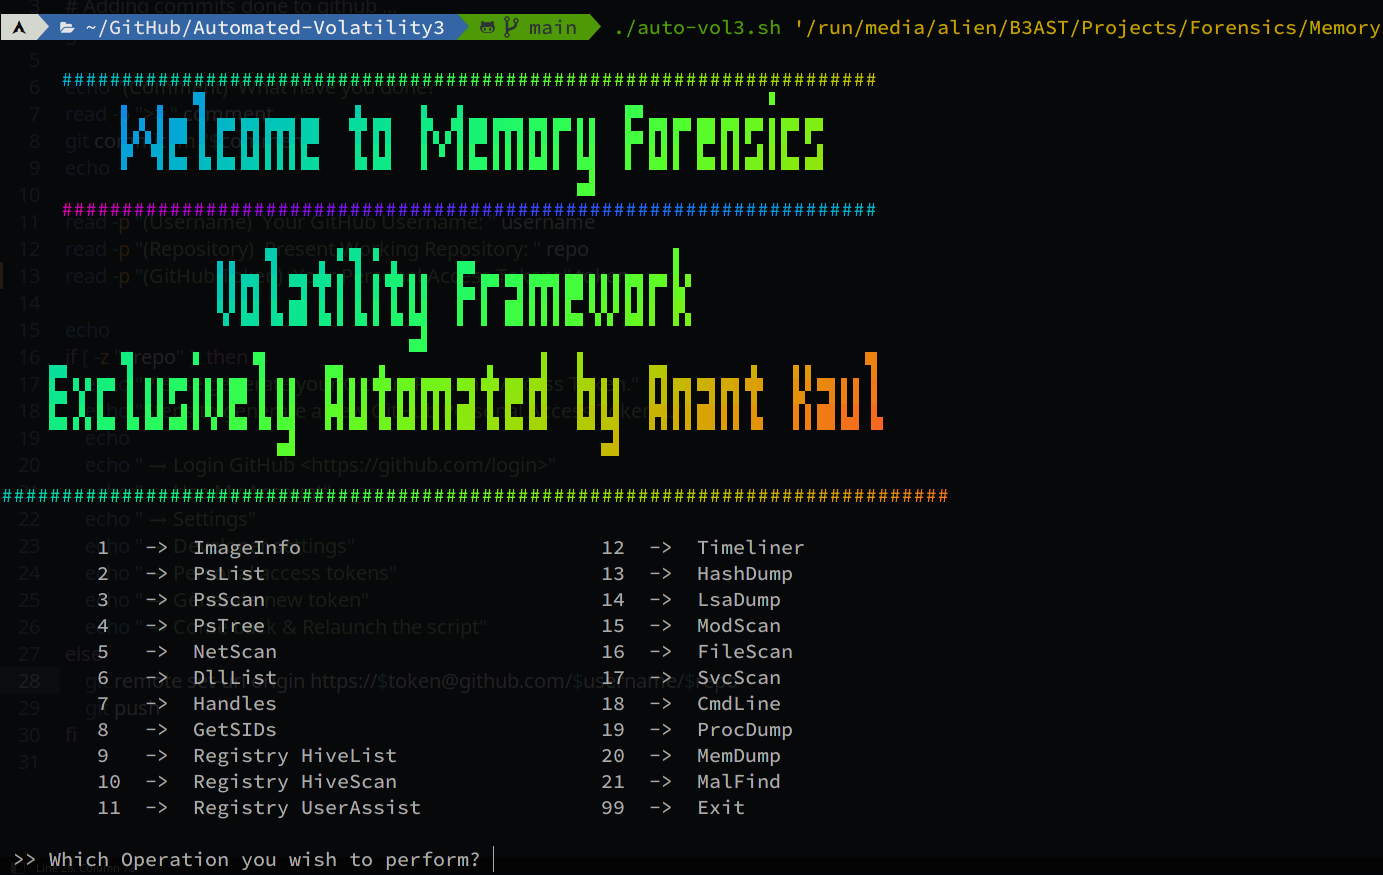 ~/GitHub/Automated-Volatility3 main ./auto-vol3.sh '/run/media/alien/B3AST/Projects/Forensics/Memory
####################################################################
Welcome to Memory Forensics
####################################################################
Volatility Framework
Exclusively Automated by Anant Kaul
###############################################################################
1 -> ImageInfo 12 -> Timeliner
2 -> PsList 13 -> HashDump
3 -> PsScan 14 -> LsaDump
4 -> PsTree 15 -> ModScan
5 -> NetScan 16 -> FileScan
6 -> DllList 17 -> SvcScan
7 -> Handles 18 -> CmdLine
8 -> GetSIDs 19 -> ProcDump
9 -> Registry HiveList 20 -> MemDump
10 -> Registry HiveScan 21 -> MalFind
11 -> Registry UserAssist 99 -> Exit
>> Which Operation you wish to perform?